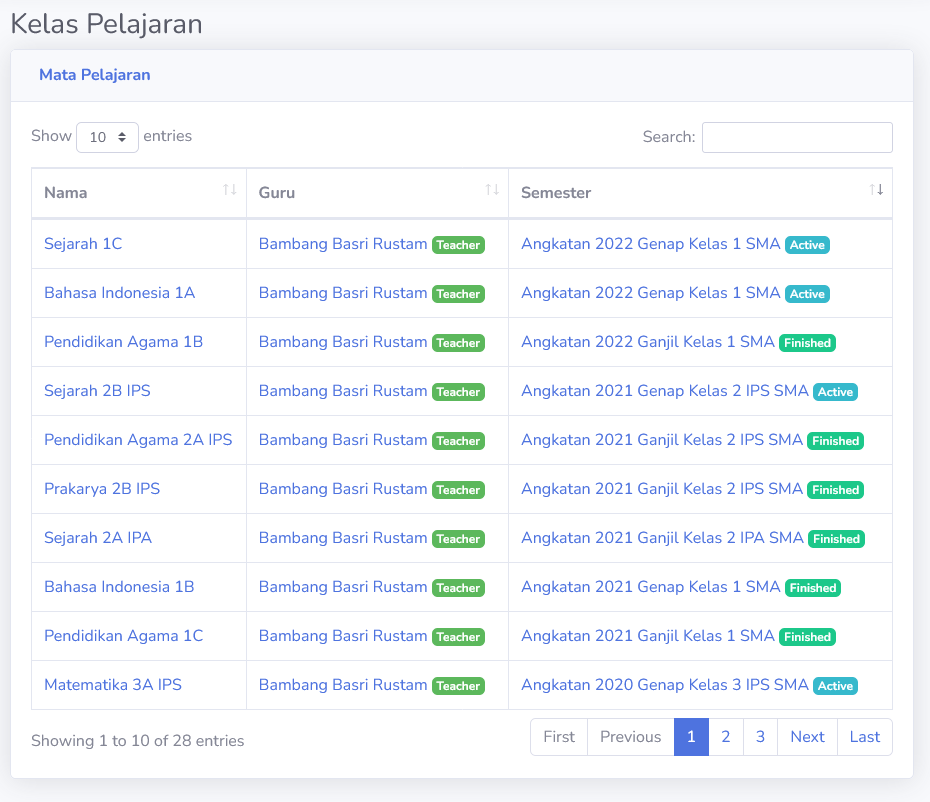 Kelas Pelajaran
Mata Pelajaran
Show 10 entries Search:
Nama Guru Semester
Sejarah 1C Bambang Basri Rustam Teacher Angkatan 2022 Genap Kelas 1 SMA Active
Bahasa Indonesia 1A Bambang Basri Rustam Teacher Angkatan 2022 Genap Kelas 1 SMA Active
Pendidikan Agama 1B Bambang Basri Rustam Teacher Angkatan 2022 Ganjil Kelas 1 SMA Finished
Sejarah 2B IPS Bambang Basri Rustam Teacher Angkatan 2021 Genap Kelas 2 IPS SMA Active
Pendidikan Agama 2A IPS Bambang Basri Rustam Teacher Angkatan 2021 Ganjil Kelas 2 IPS SMA Finished
Prakarya 2B IPS Bambang Basri Rustam Teacher Angkatan 2021 Ganjil Kelas 2 IPS SMA Finished
Sejarah 2A IPA Bambang Basri Rustam Teacher Angkatan 2021 Ganjil Kelas 2 IPA SMA Finished
Bahasa Indonesia 1B Bambang Basri Rustam Teacher Angkatan 2021 Genap Kelas 1 SMA Finished
Pendidikan Agama 1C Bambang Basri Rustam Teacher Angkatan 2021 Ganjil Kelas 1 SMA Finished
Matematika 3A IPS Bambang Basri Rustam Teacher Angkatan 2020 Genap Kelas 3 IPS SMA Active
Showing 1 to 10 of 28 entries First Previous 1 2 3 Next Last